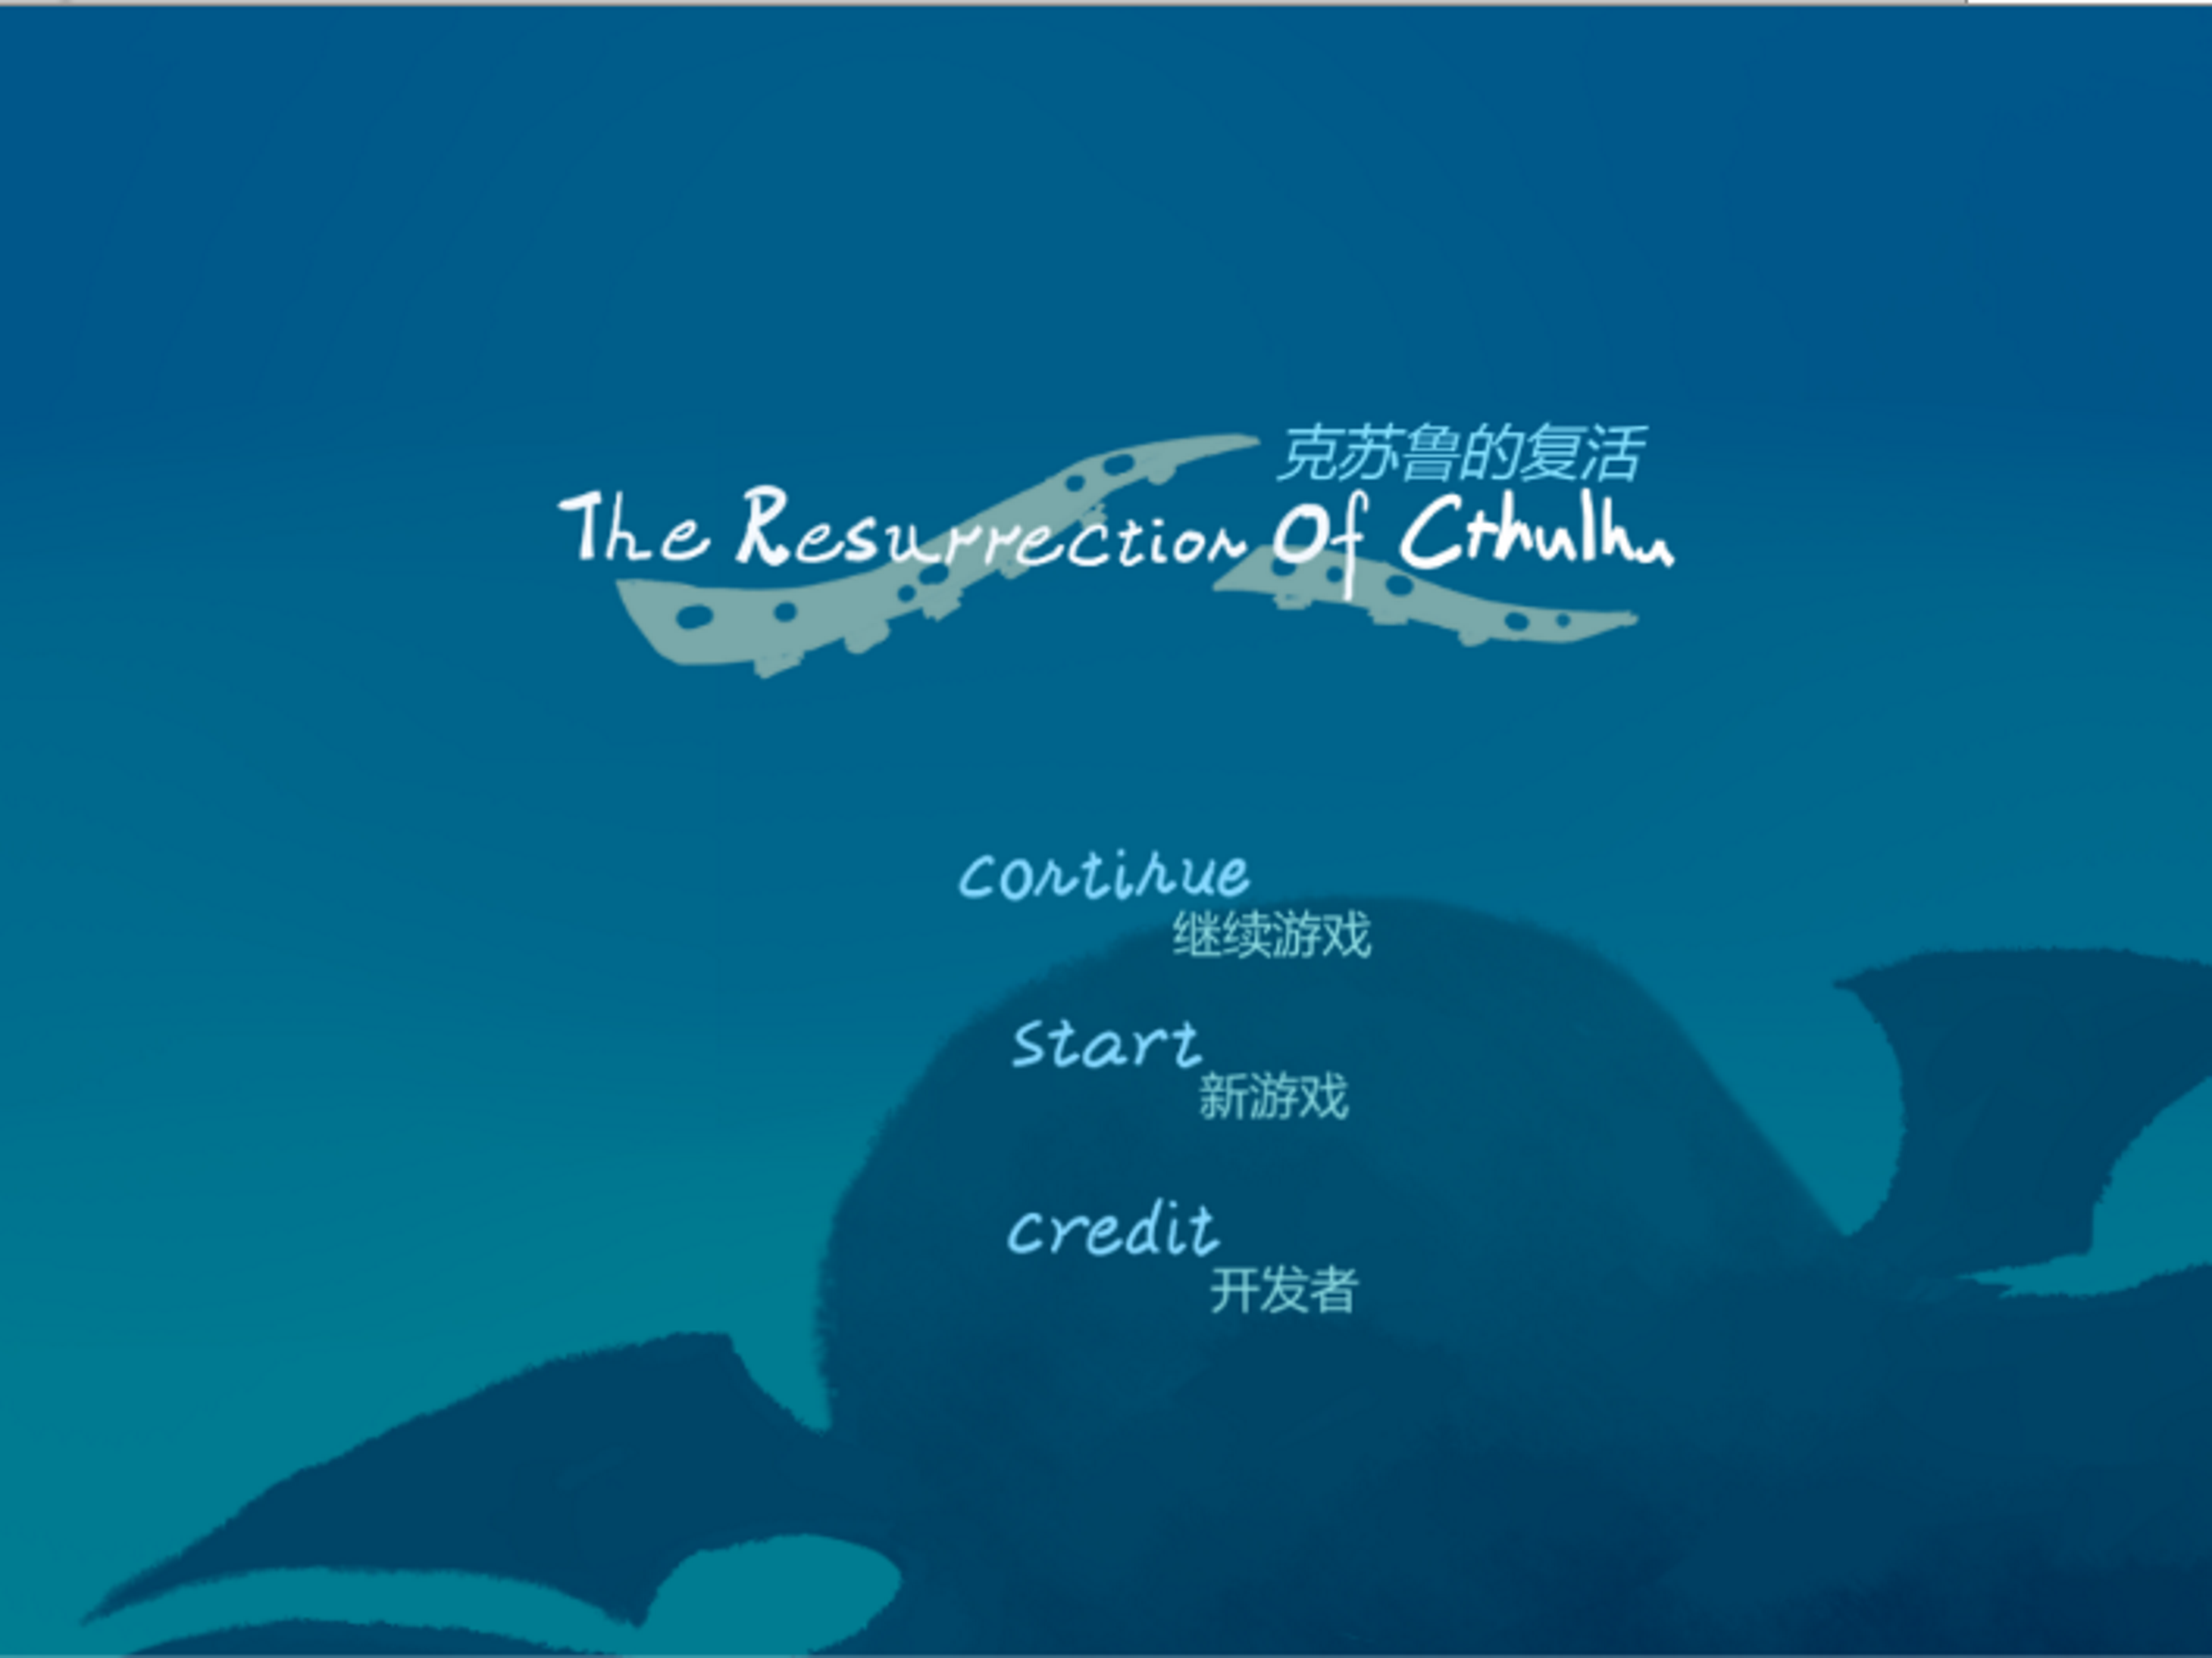 克苏鲁的复活
The Resurrection Of Cthulhu
continue
继续游戏
start
新游戏
credit
开发者